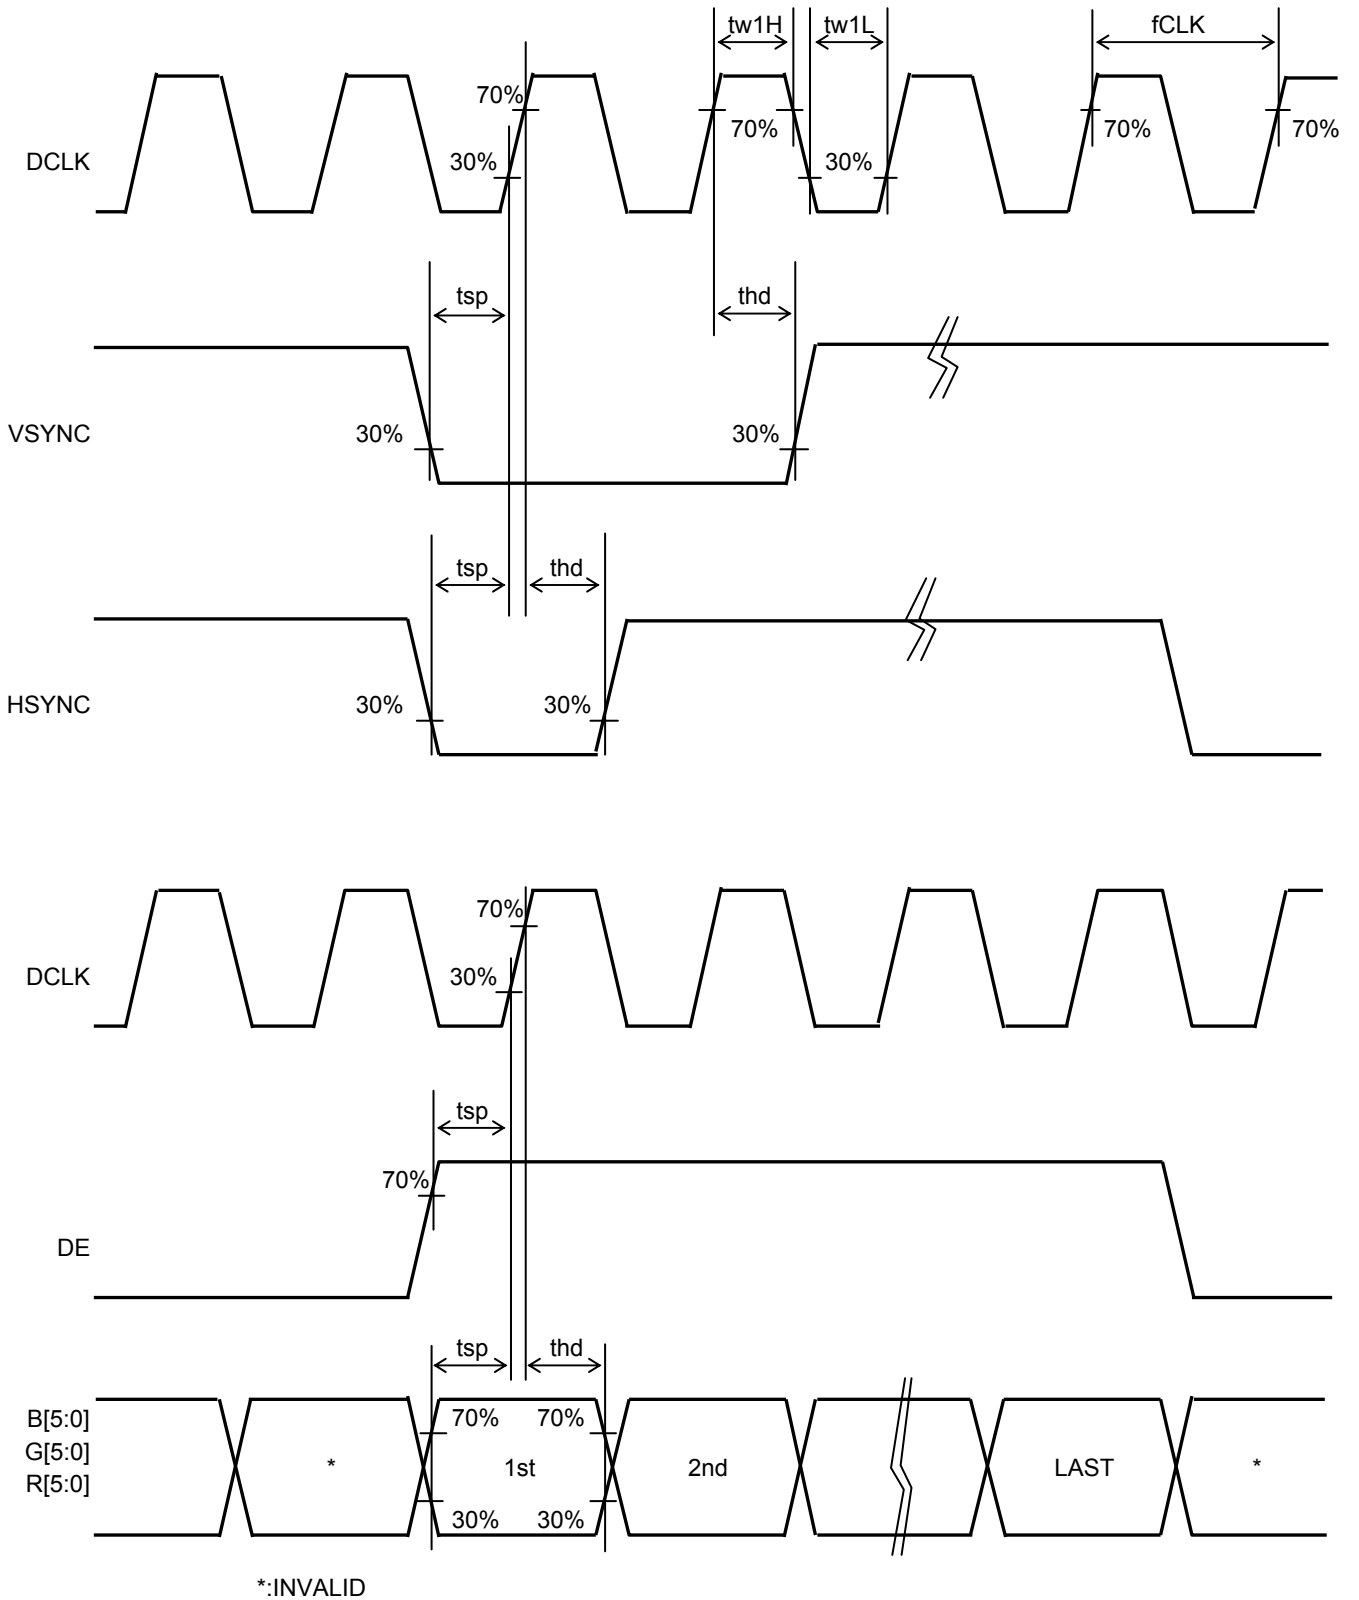 tw1H tw1L fCLK
70% 70% 70% 70%
DCLK 30% 30%
tsp thd
VSYNC 30% 30%
tsp thd
HSYNC 30% 30%
70%
DCLK 30%
tsp
70%
DE
tsp thd
B[5:0] 70% 70%
G[5:0] * 1st 2nd LAST *
R[5:0]
30% 30%
*:INVALID